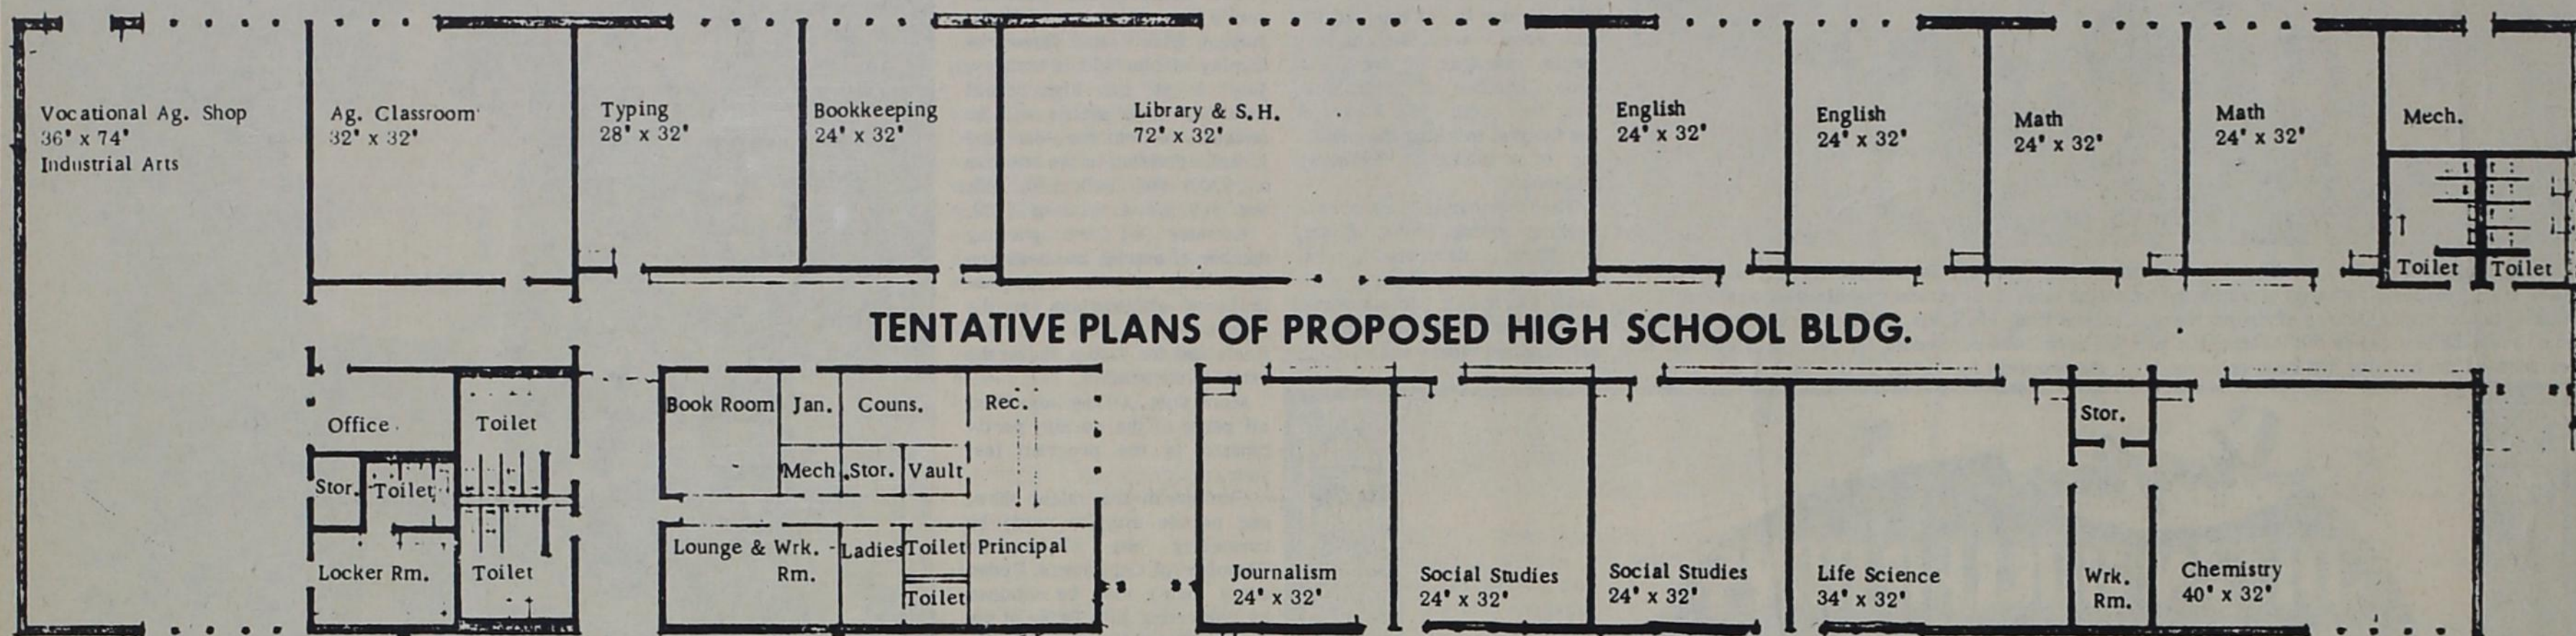 Vocational Ag. Shop
36' x 74'
Industrial Arts
Ag. Classroom
32' x 32'
Typing
28' x 32'
Bookkeeping
24' x 32'
Library & S.H.
72' x 32'
English
24' x 32'
English
24' x 32'
Math
24' x 32'
Math
24' x 32'
Mech.
Toilet
Toilet
TENTATIVE PLANS OF PROPOSED HIGH SCHOOL BLDG.
Office
Toilet
Stor.
Toilet
Locker Rm.
Toilet
Book Room
Jan.
Couns.
Rec.
Mech.
Stor.
Vault
Lounge & Wrk.
Rm.
Ladies
Toilet
Toilet
Principal
Journalism
24' x 32'
Social Studies
24' x 32'
Social Studies
24' x 32'
Life Science
34' x 32'
Stor.
Wrk.
Rm.
Chemistry
40' x 32'